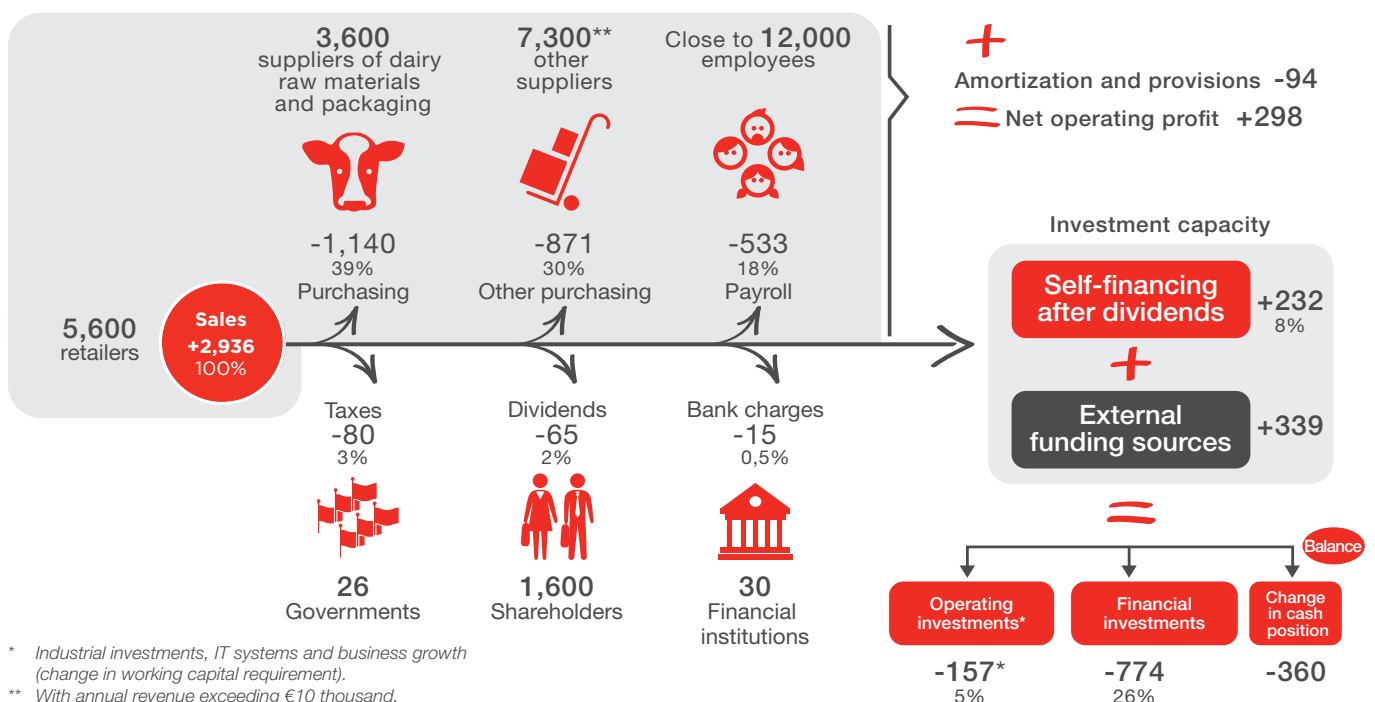 3,600
suppliers of dairy
raw materials
and packaging
7,300**
other
suppliers
Close to 12,000
employees
Amortization and provisions -94
Net operating profit +298
-1,140
39%
Purchasing
-871
30%
Other purchasing
-533
18%
Payroll
5,600
retailers
Sales
+2,936
100%
Taxes
-80
3%
Dividends
-65
2%
Bank charges
-15
0,5%
26
Governments
1,600
Shareholders
30
Financial
institutions
Investment capacity
Self-financing
after dividends
+232
8%
+
External
funding sources
+339
=
Balance
Operating
investments*
-157*
5%
Financial
investments
-774
26%
Change
in cash
position
-360
* Industrial investments, IT systems and business growth
(change in working capital requirement).
** With annual revenue exceeding €10 thousand.